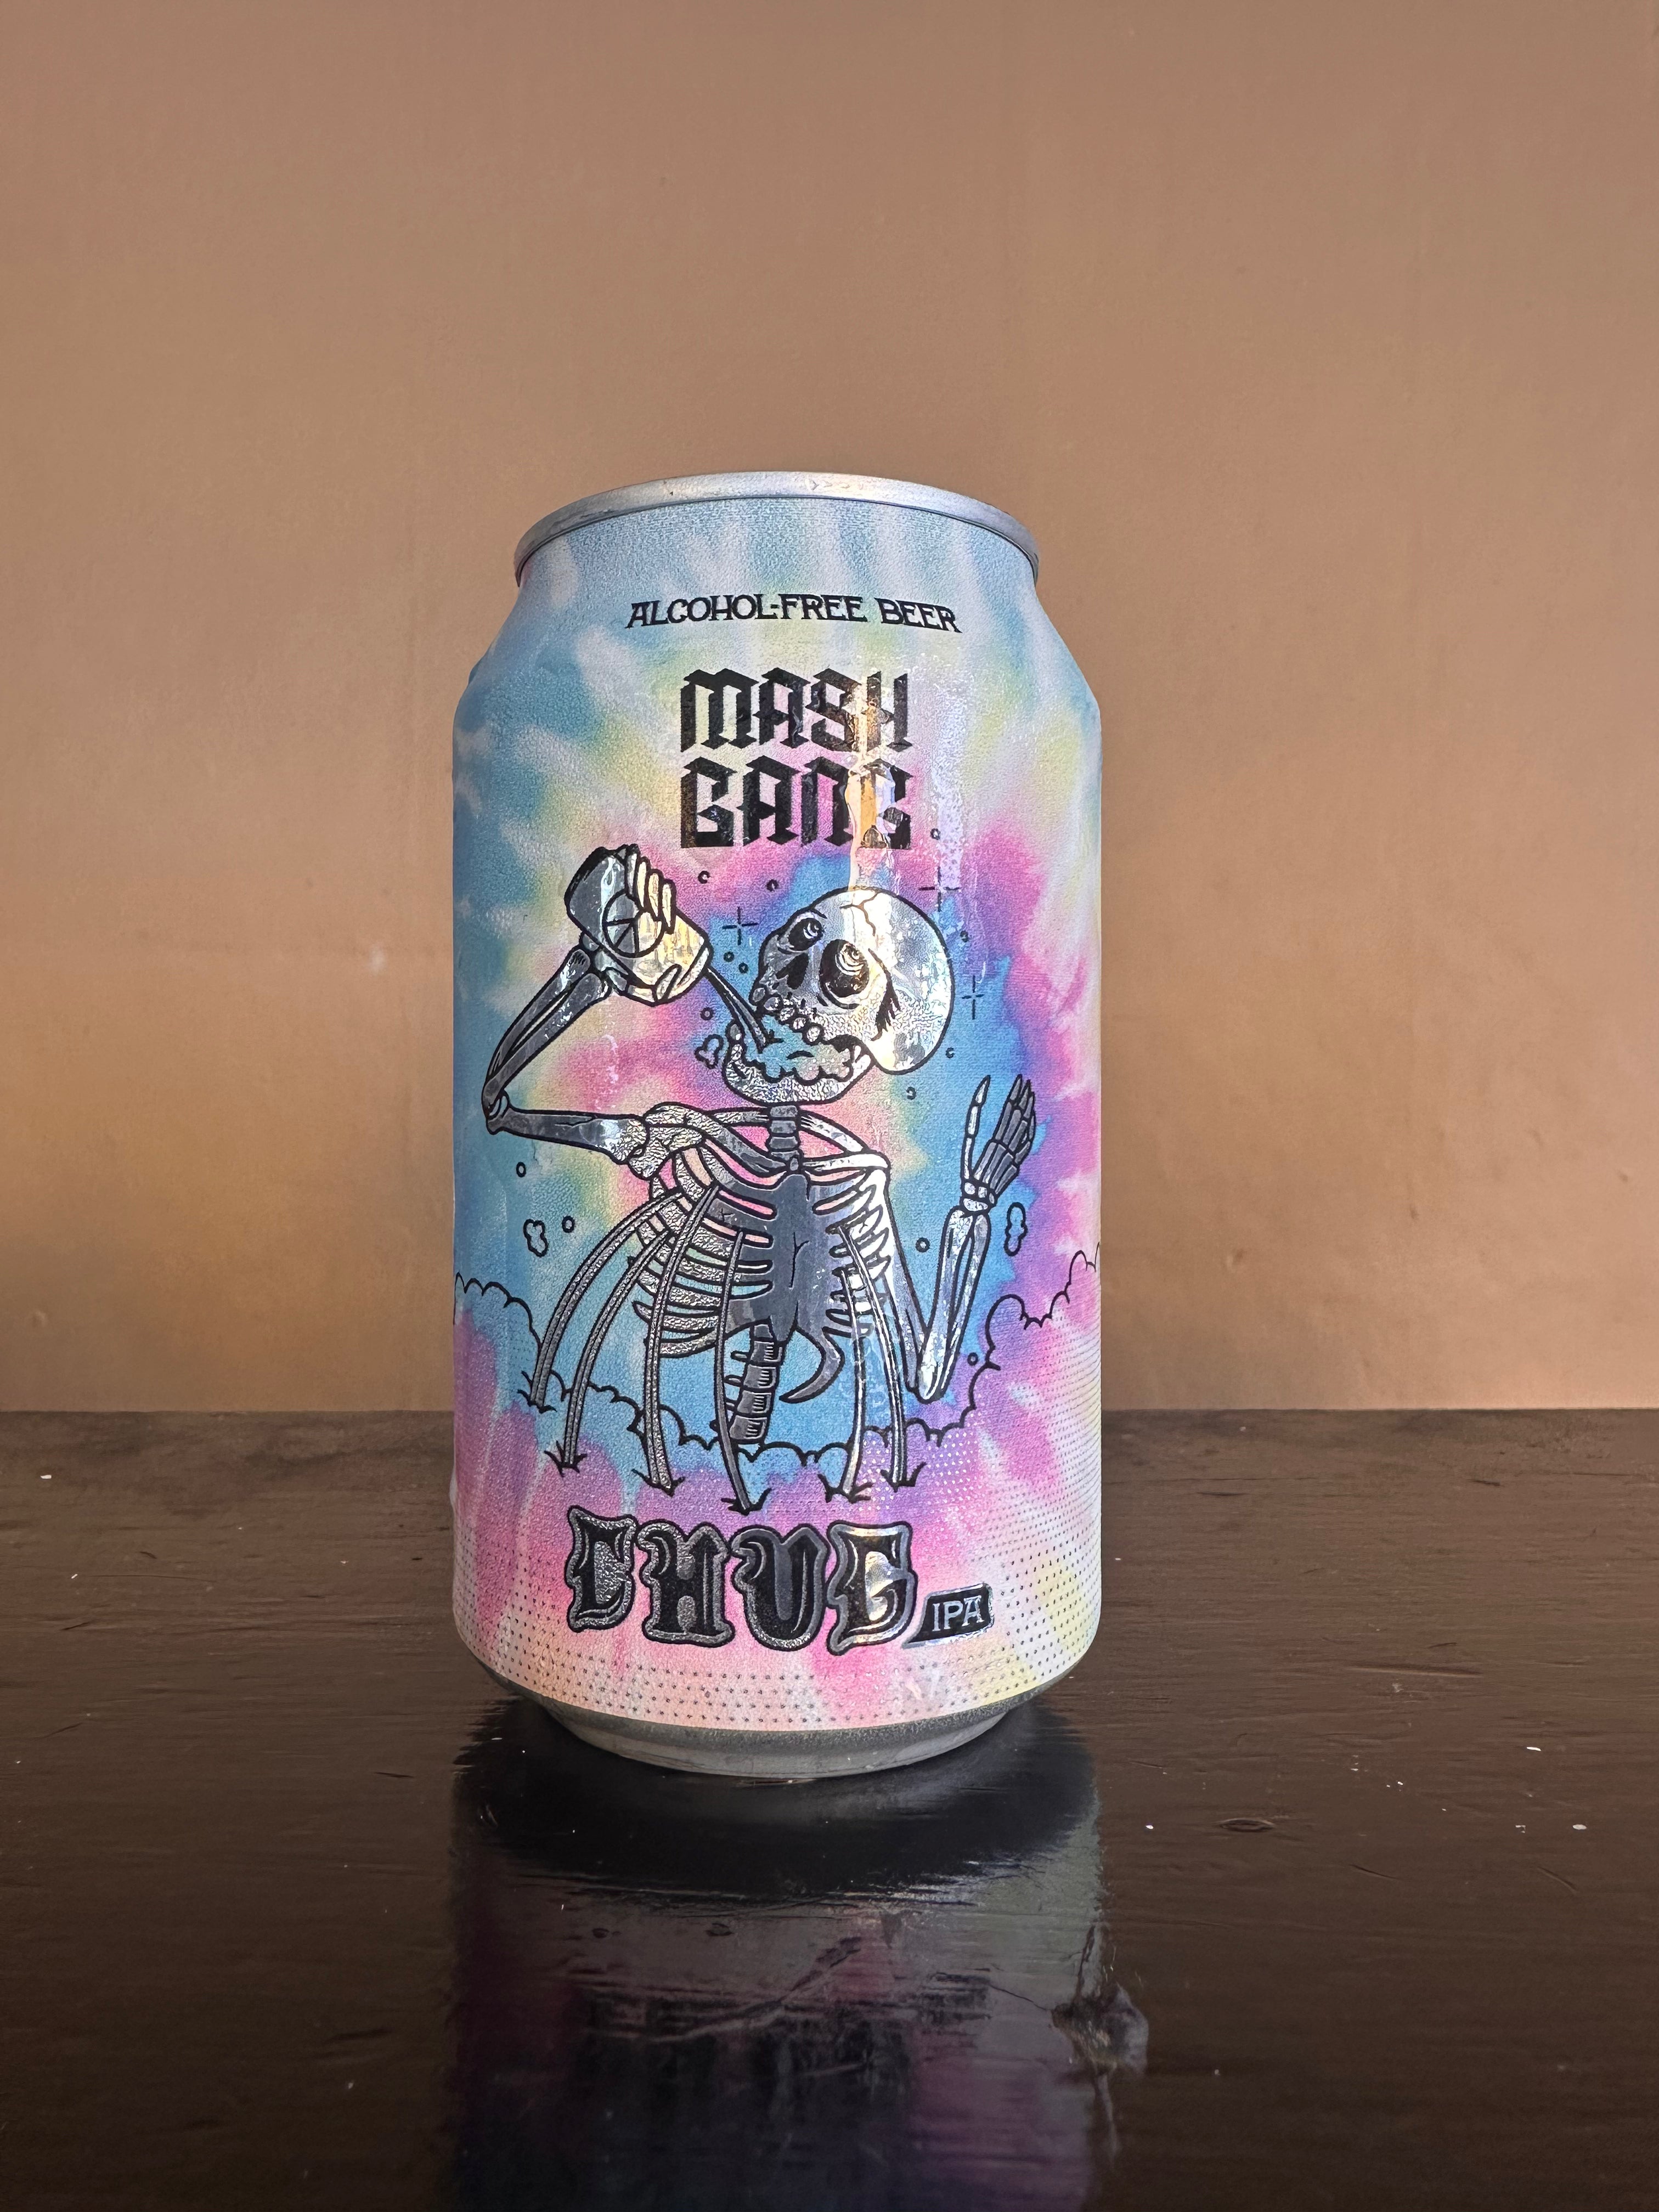 ALCOHOL-FREE BEER
MASH
GANG
CHUG
IPA